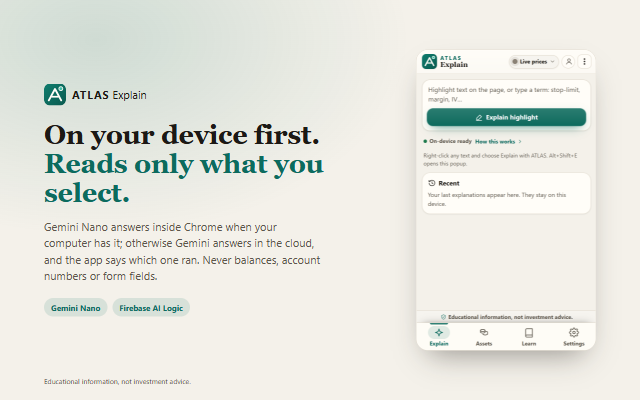 ATLAS Explain
On your device first.
Reads only what you
select.
Gemini Nano answers inside Chrome when your
computer has it; otherwise Gemini answers in the cloud,
and the app says which one ran. Never balances, account
numbers or form fields.
Gemini Nano
Firebase AI Logic
Educational information, not investment advice.
ATLAS
Explain
Live prices
Highlight text on the page, or type a term: stop-limit,
margin, IV...
Explain highlight
On-device ready How this works
Right-click any text and choose Explain with ATLAS. Alt+Shift+E
opens this popup.
Recent
Your last explanations appear here. They stay on this
device.
Educational information, not investment advice.
Explain Assets Learn Settings